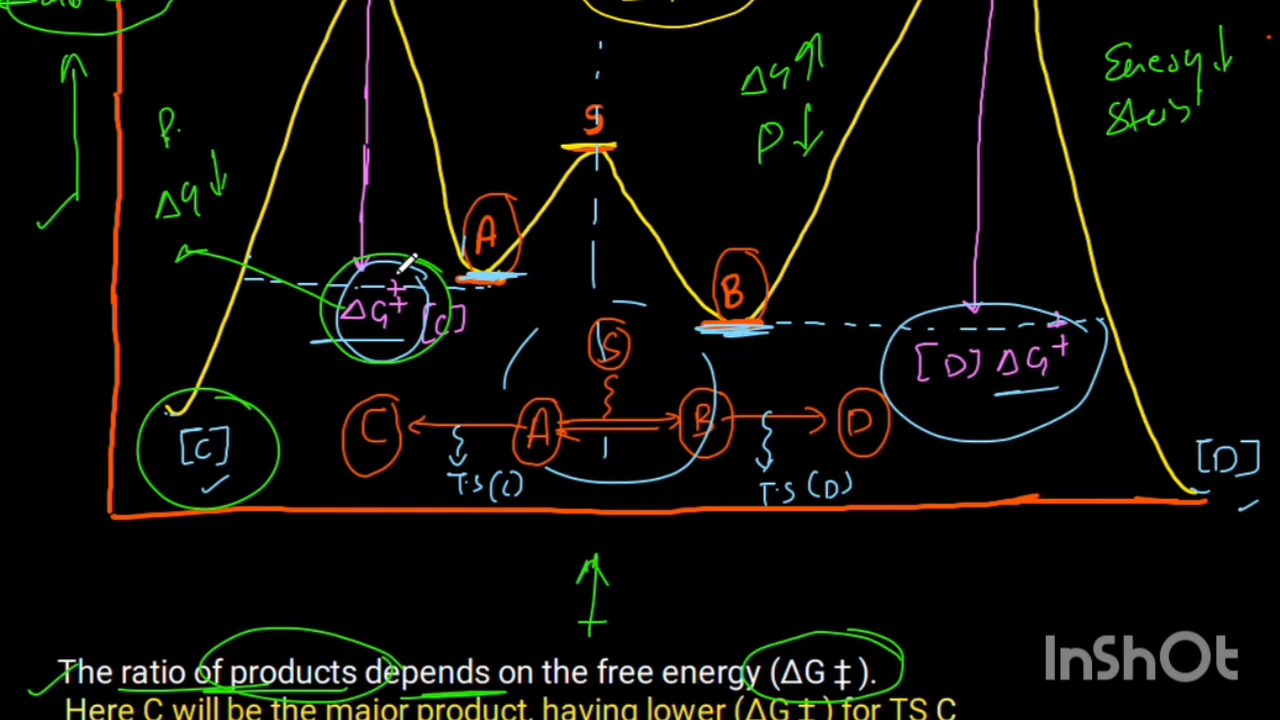 S
ΔG↑
P↓
Energy↓
P.
ΔG↓
A
B
ΔG‡ [C]
[D] ΔG‡
S
C A B D
T.S(C)
T.S (D)
[C]
[D]
The ratio of products depends on the free energy (ΔG ‡ ).
Here C will be the major product, having lower (ΔG ‡ ) for TS C
InShOt